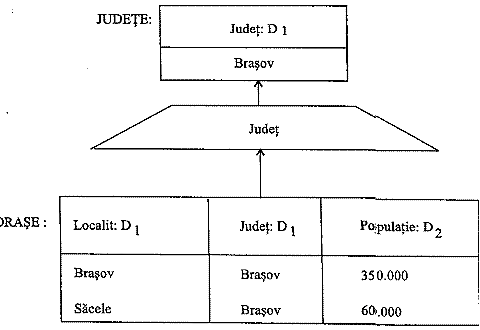 JUDEȚE:
Județ: D 1
Brașov
Județ
ORAȘE :
Localit: D 1 Județ: D 1 Populație: D 2
Brașov Brașov 350.000
Săcele Brașov 60.000